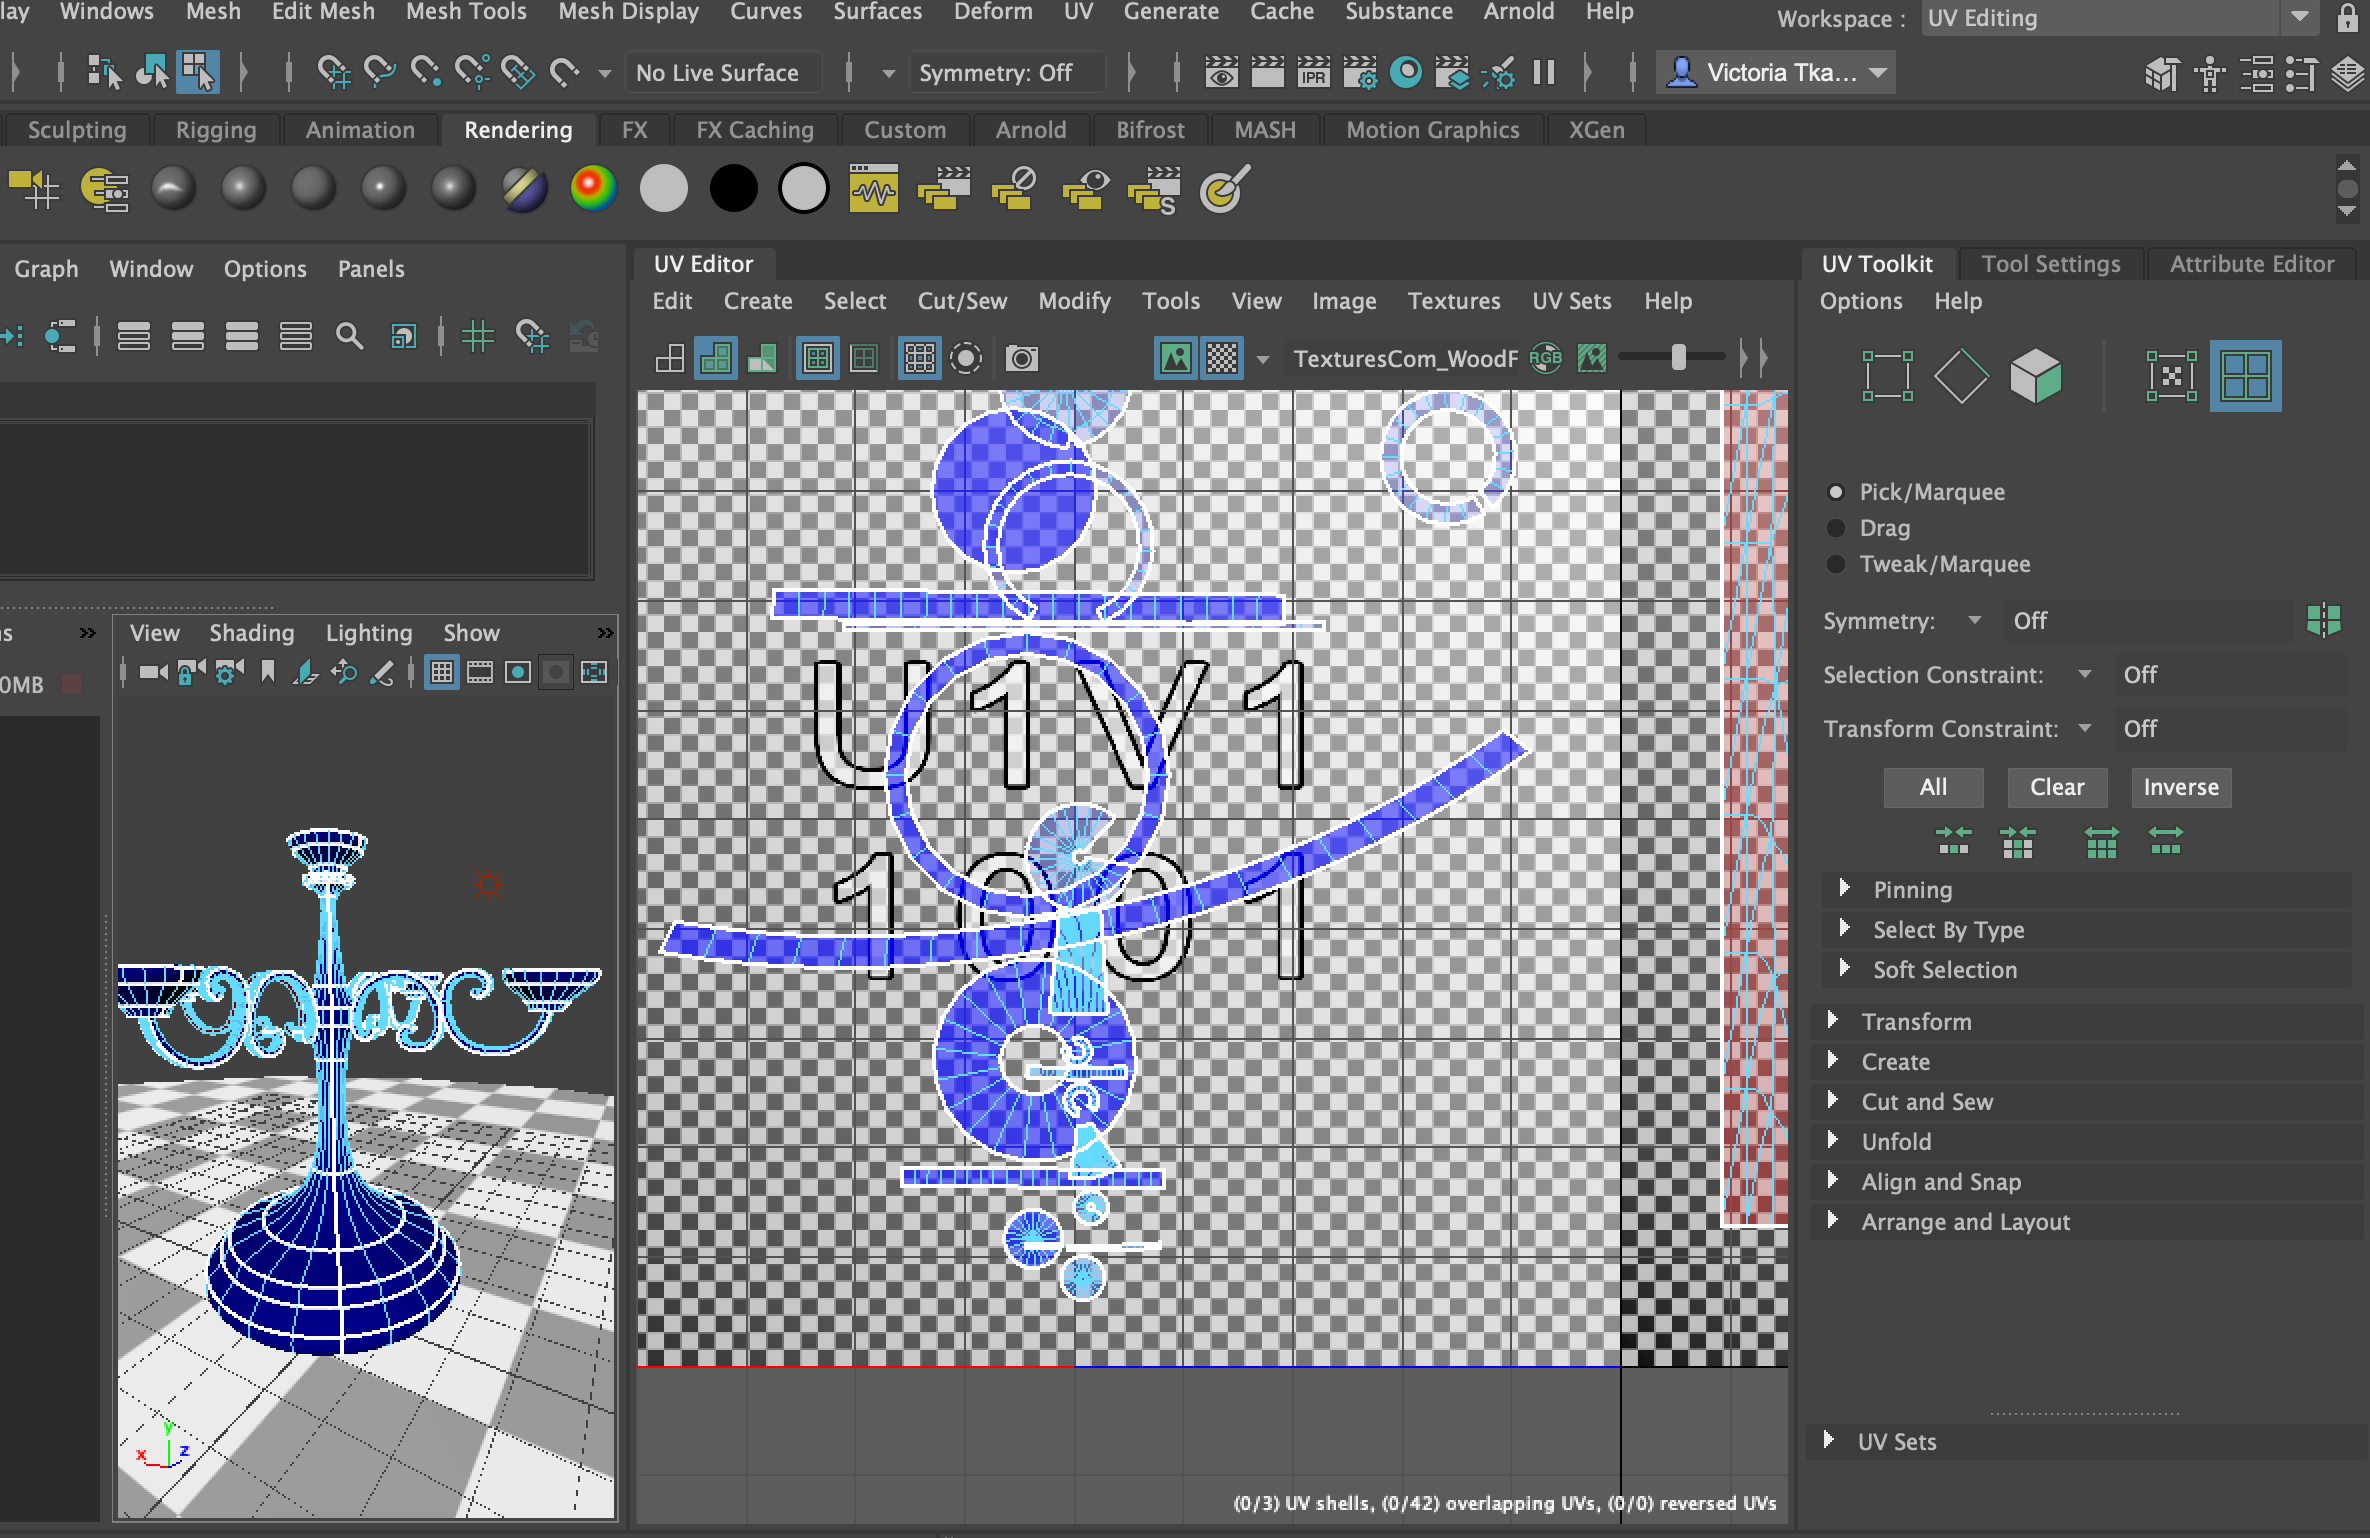 lay Windows Mesh Edit Mesh Mesh Tools Mesh Display Curves Surfaces Deform UV Generate Cache Substance Arnold Help Workspace : UV Editing
No Live Surface Symmetry: Off IPR Victoria Tka...
Sculpting Rigging Animation Rendering FX FX Caching Custom Arnold Bifrost MASH Motion Graphics XGen
S
Graph Window Options Panels
UV Editor
UV Toolkit Tool Settings Attribute Editor
Edit Create Select Cut/Sew Modify Tools View Image Textures UV Sets Help
Options Help
TexturesCom_WoodF RGB
Pick/Marquee
Drag
Tweak/Marquee
Symmetry: Off
s » View Shading Lighting Show »
0MB
Selection Constraint: Off
Transform Constraint: Off
U1V1
1001
All Clear Inverse
Pinning
Select By Type
Soft Selection
Transform
Create
Cut and Sew
Unfold
Align and Snap
Arrange and Layout
y
x z
UV Sets
(0/3) UV shells, (0/42) overlapping UVs, (0/0) reversed UVs